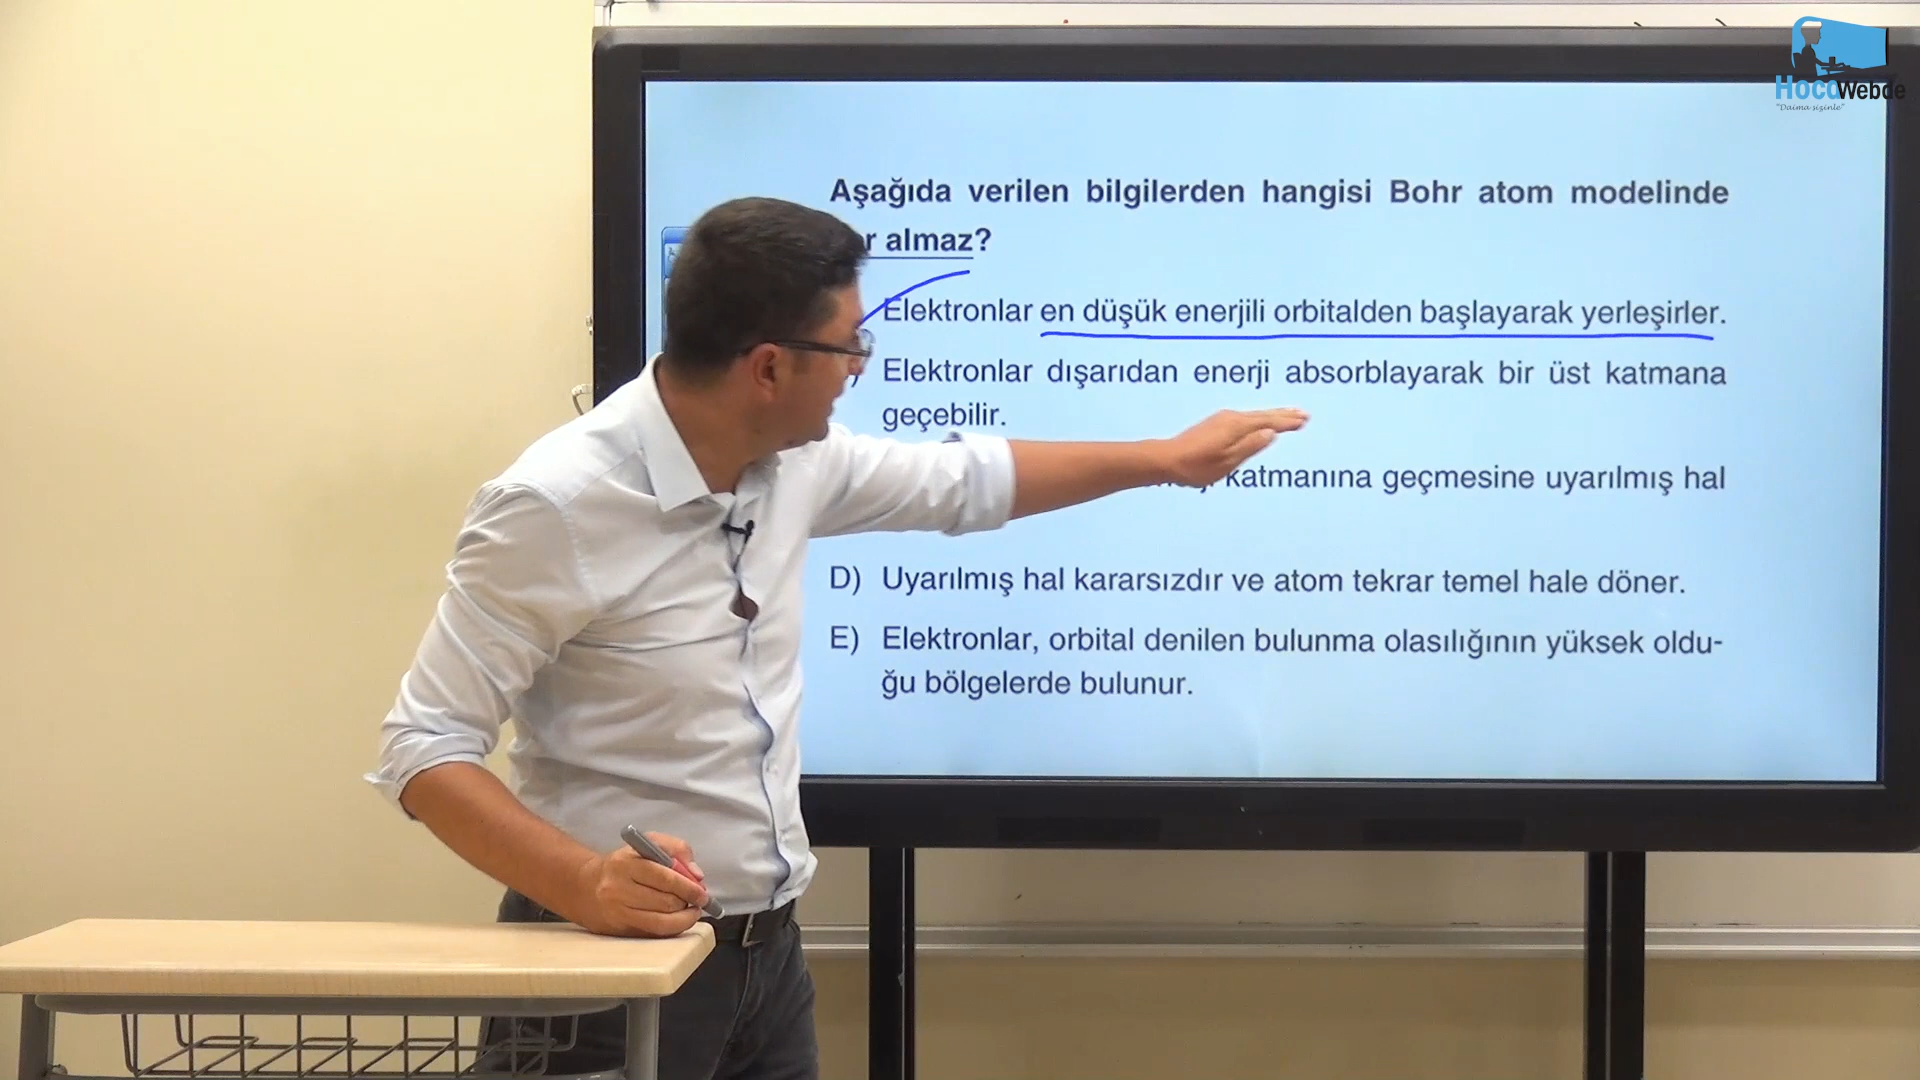 HocaWebde
"Daima sizinle"
Aşağıda verilen bilgilerden hangisi Bohr atom modelinde
almaz?
Elektronlar en düşük enerjili orbitalden başlayarak yerleşirler.
Elektronlar dışarıdan enerji absorblayarak bir üst katmana
geçebilir.
katmanına geçmesine uyarılmış hal
D) Uyarılmış hal kararsızdır ve atom tekrar temel hale döner.
E) Elektronlar, orbital denilen bulunma olasılığının yüksek oldu-
ğu bölgelerde bulunur.